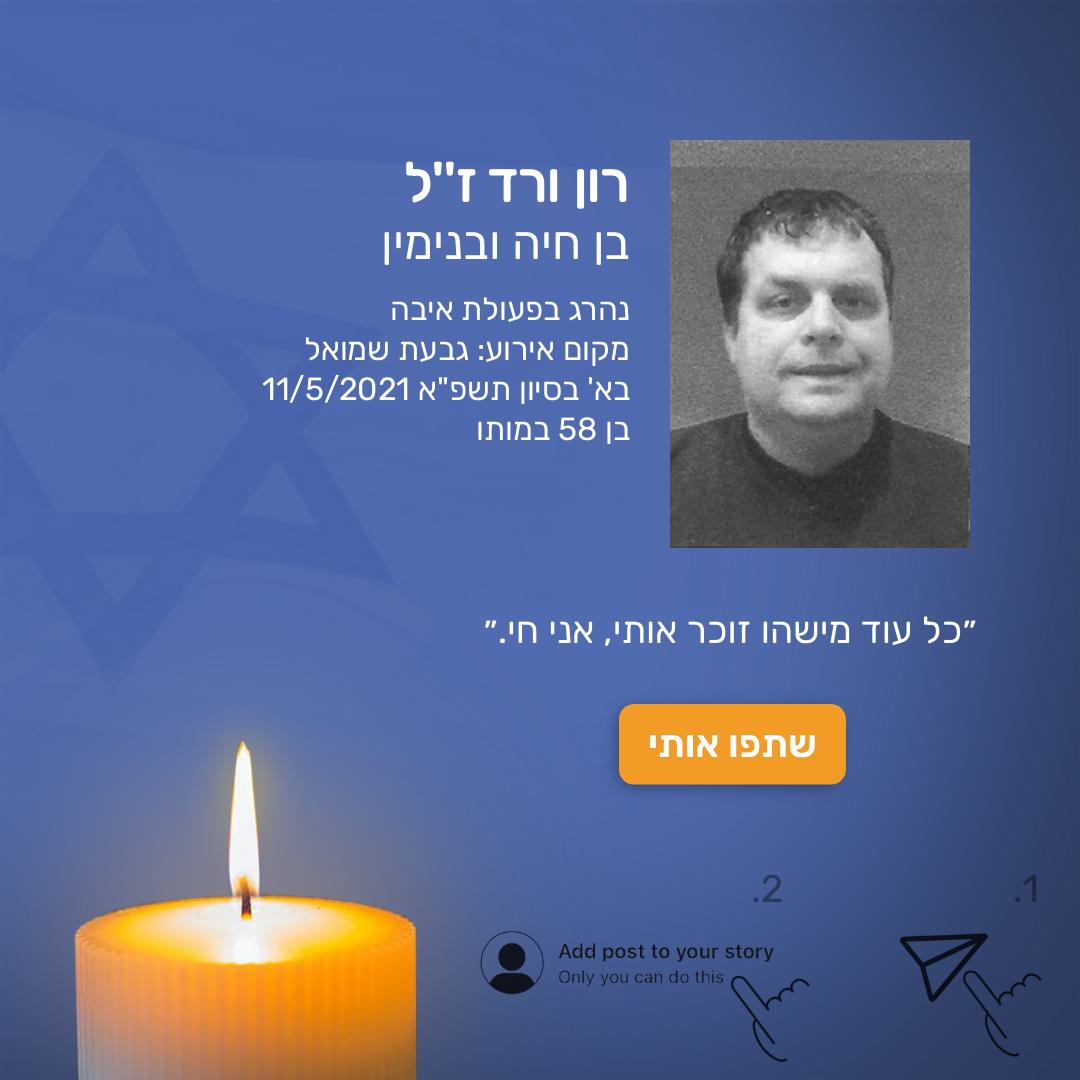 רון ורד ז"ל
בן חיה ובנימין
נהרג בפעולת איבה
מקום אירוע: גבעת שמואל
בא' בסיון תשפ"א 11/5/2021
בן 58 במותו
״כל עוד מישהו זוכר אותי, אני חי.״
שתפו אותי
1.
2.
Add post to your story
Only you can do this